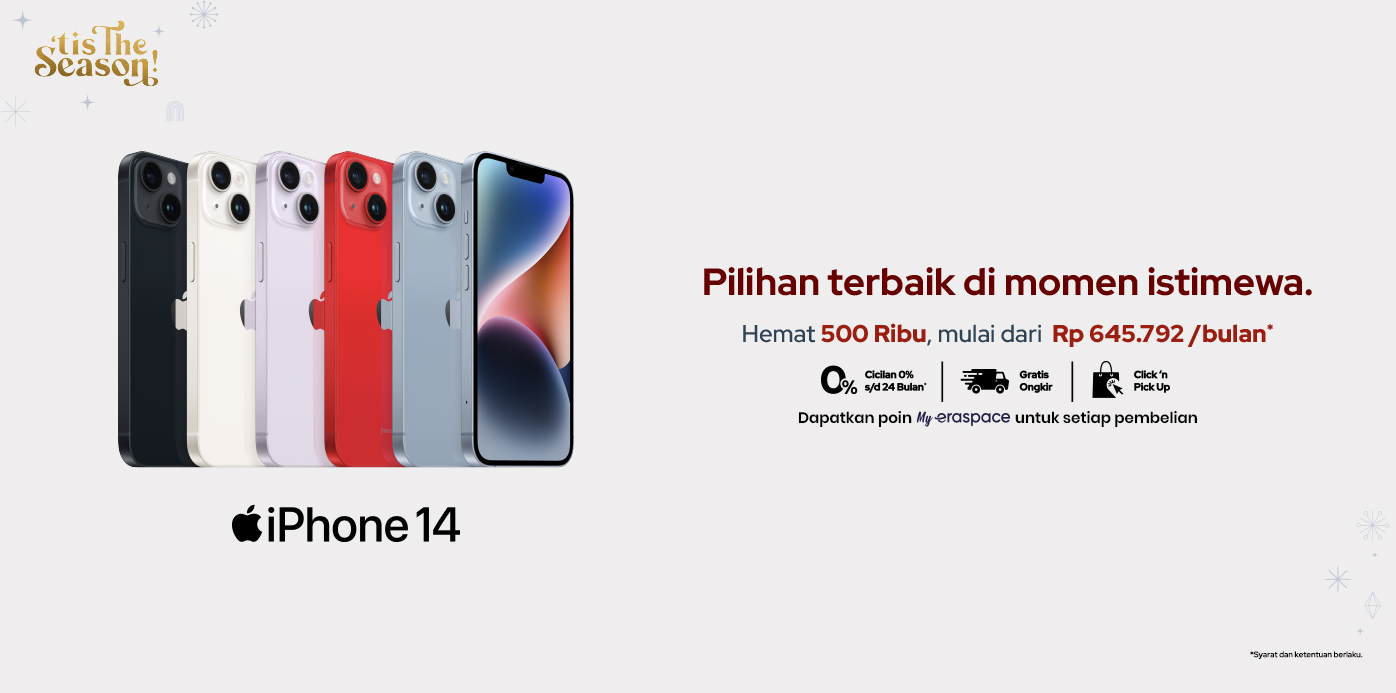 'tis The
Season!
iPhone 14
Pilihan terbaik di momen istimewa.
Hemat 500 Ribu, mulai dari Rp 645.792 /bulan*
0%
Cicilan 0%
s/d 24 Bulan*
Gratis
Ongkir
Click 'n
Pick Up
Dapatkan poin My eraspace untuk setiap pembelian
*Syarat dan ketentuan berlaku.